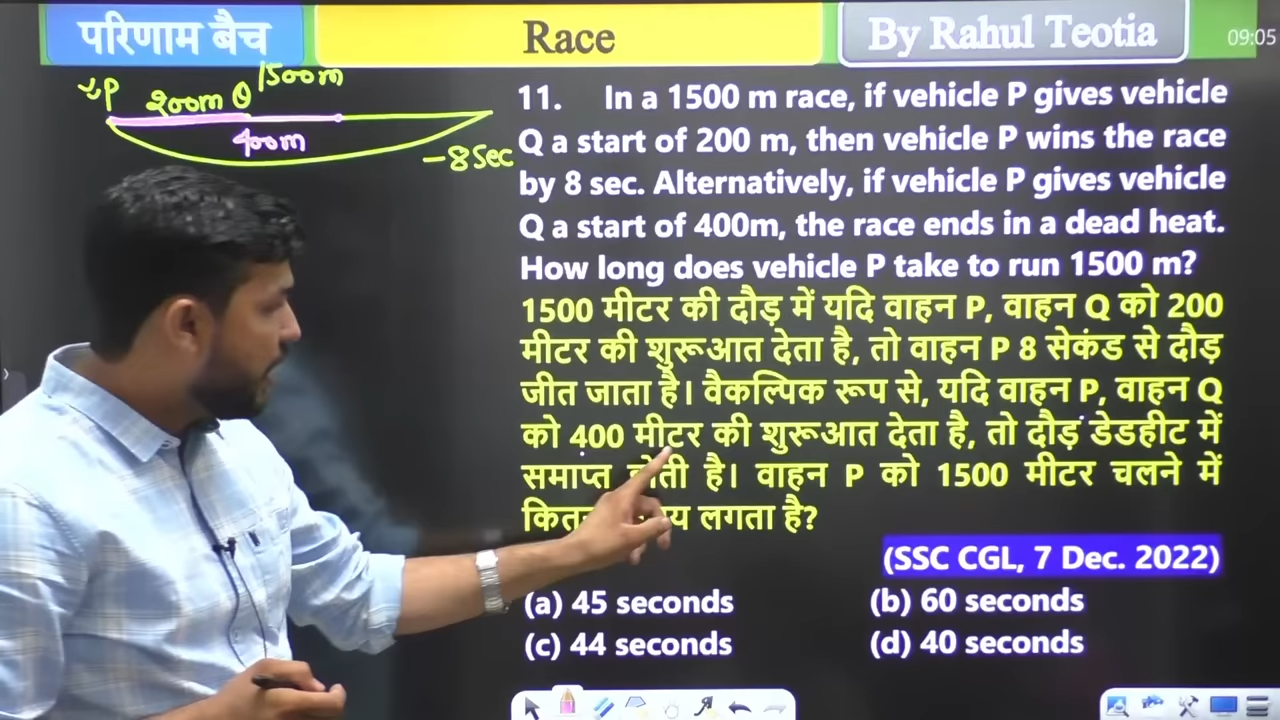 परिणाम बैच
Race
By Rahul Teotia
09:05
P
200m Q
1500m
400m
-8 Sec
11. In a 1500 m race, if vehicle P gives vehicle
Q a start of 200 m, then vehicle P wins the race
by 8 sec. Alternatively, if vehicle P gives vehicle
Q a start of 400m, the race ends in a dead heat.
How long does vehicle P take to run 1500 m?
1500 मीटर की दौड़ में यदि वाहन P, वाहन Q को 200
मीटर की शुरूआत देता है, तो वाहन P 8 सेकंड से दौड़
जीत जाता है। वैकल्पिक रूप से, यदि वाहन P, वाहन Q
को 400 मीटर की शुरूआत देता है, तो दौड़ डेडहीट में
समाप्त होती है। वाहन P को 1500 मीटर चलने में
लगता है?
(SSC CGL, 7 Dec. 2022)
(a) 45 seconds (b) 60 seconds
(c) 44 seconds (d) 40 seconds